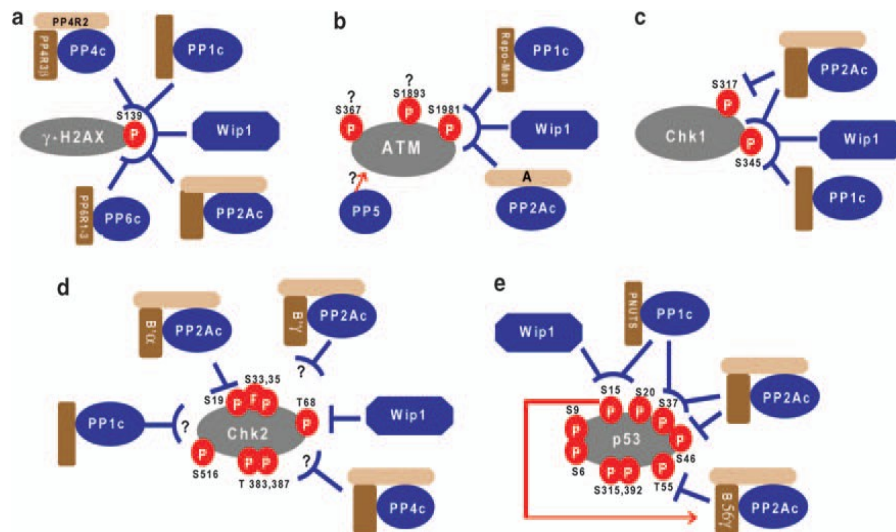 a
PP4R2
PP4R3β
PP4c
PP1c
S139
P
γ-H2AX
Wip1
PP6R1-3
PP6c
PP2Ac
b
Repo-Man
PP1c
?
S367
?
S1893
S1981
P
P
P
ATM
Wip1
?
PP5
A
PP2Ac
c
S317
P
PP2Ac
Chk1
P
S345
Wip1
PP1c
d
B'α
PP2Ac
B'γ
PP2Ac
?
S33,35
S19
P
P
P
T68
PP1c
?
Chk2
P
Wip1
P
S516
P
P
T 383,387
?
PP4c
e
Wip1
PNUTS
PP1c
S15
S20
S37
PP2Ac
S9
P
P
P
P
p53
P
P
S46
S6
P
P
P
S315,392
T55
B56γ
PP2Ac